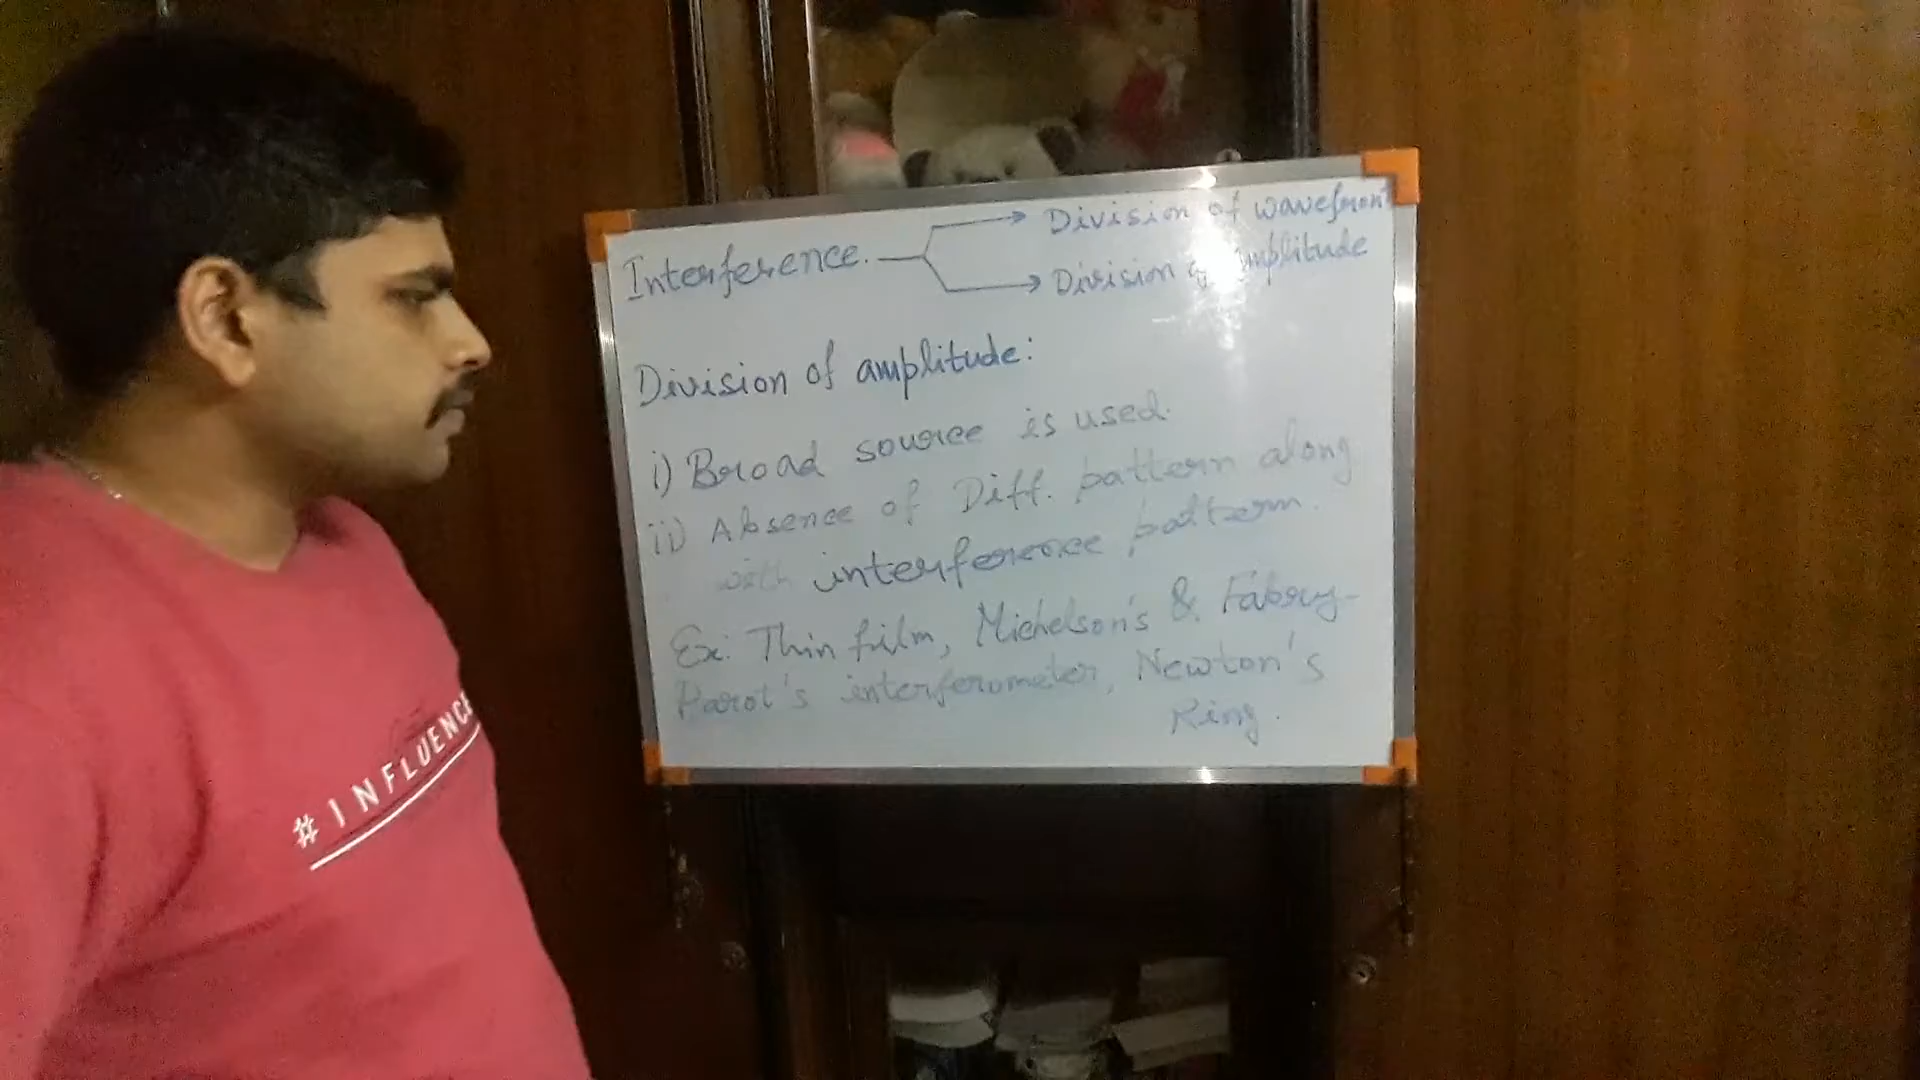 Interference.
Division of wavefront
Division of amplitude
Division of amplitude:
i) Broad source is used.
ii) Absence of Diff. pattern along
with interference pattern.
Ex: Thin film, Michelson's & Fabry-
Parot's interferometer, Newton's
Ring.
#INFLUENCE